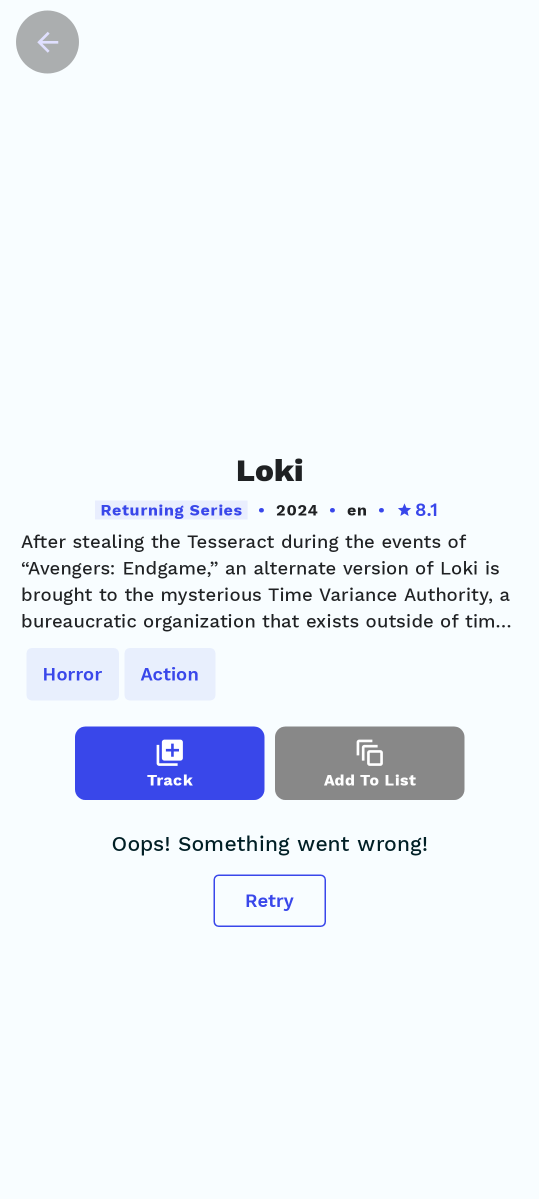 Loki
Returning Series • 2024 • en • ★ 8.1
After stealing the Tesseract during the events of
“Avengers: Endgame,” an alternate version of Loki is
brought to the mysterious Time Variance Authority, a
bureaucratic organization that exists outside of tim...
Horror Action
Track Add To List
Oops! Something went wrong!
Retry